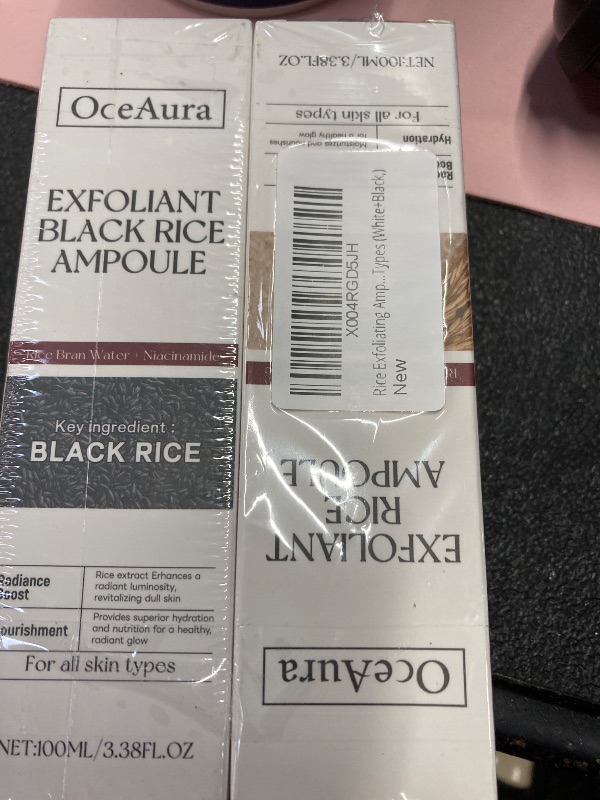 OceAura
EXFOLIANT
BLACK RICE
AMPOULE
Rice Bran Water + Niacinamide
Key Ingredient :
BLACK RICE
Radiance
Boost
Rice extract Enhances a
radiant luminosity,
revitalizing dull skin
ourishment
Provides superior hydration
and nutrition for a healthy,
radiant glow
For all skin types
NET:100ML/3.38FL.OZ
OceAura
EXFOLIANT
RICE
AMPOULE
X004RGD5JH
Rice Exfoliating Amp...Types (White+Black,)
New
Hydration
Moisturizes and nourishes
for a healthy glow
For all skin types
NET:100ML/3.38FL.OZ